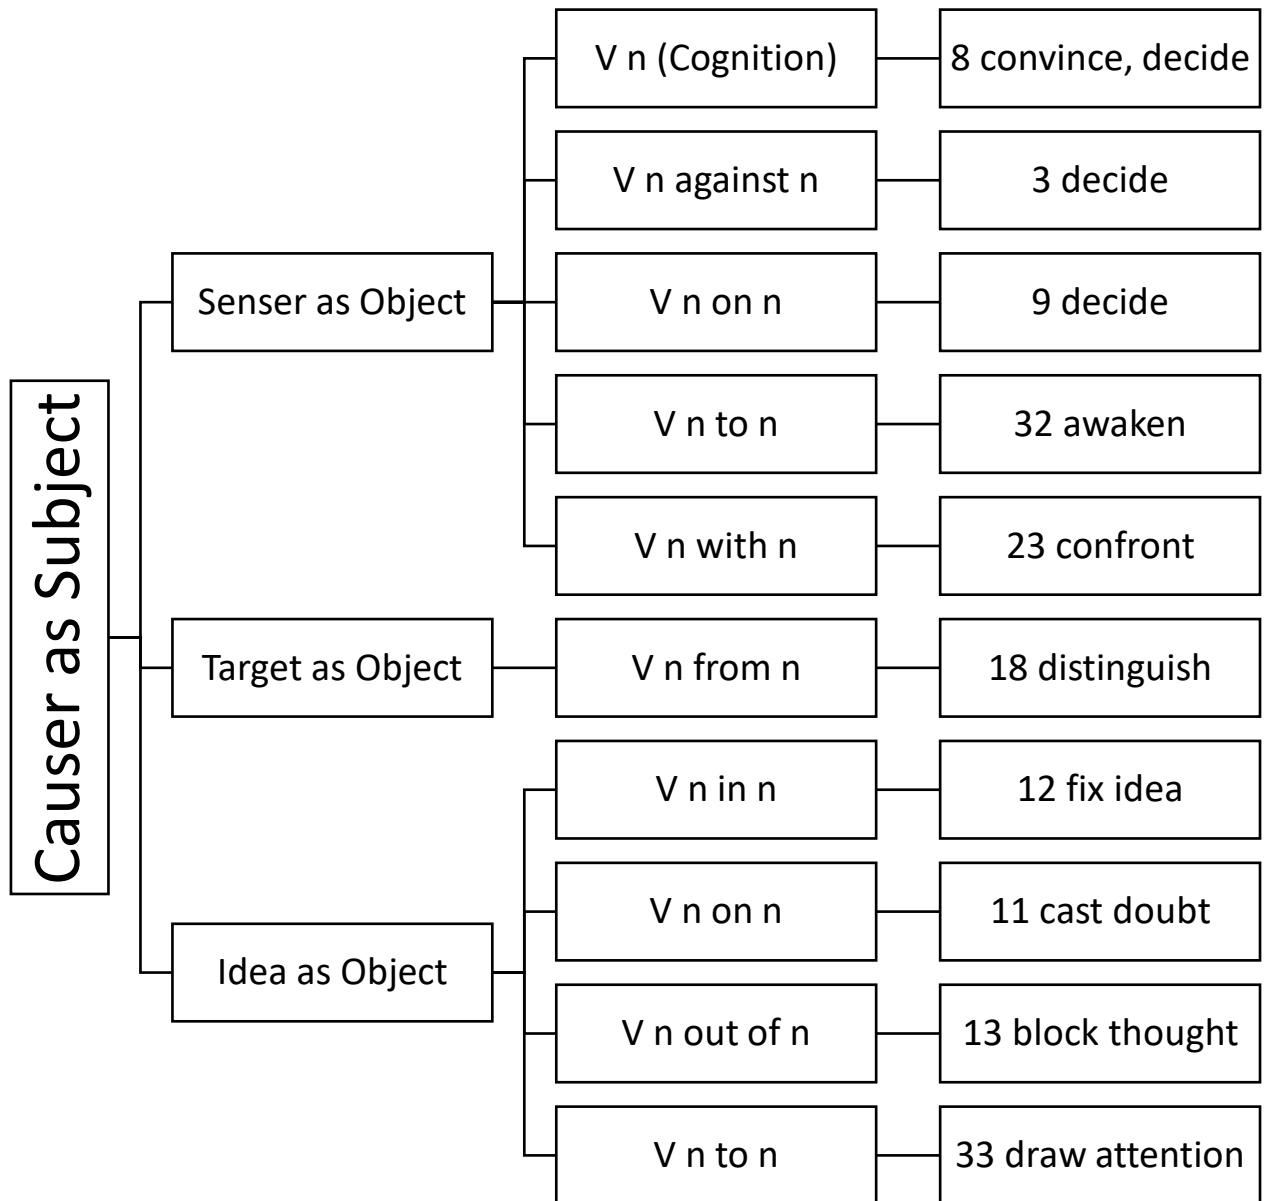 Causer as Subject
Senser as Object
V n (Cognition)
8 convince, decide
V n against n
3 decide
V n on n
9 decide
V n to n
32 awaken
V n with n
23 confront
Target as Object
V n from n
18 distinguish
Idea as Object
V n in n
12 fix idea
V n on n
11 cast doubt
V n out of n
13 block thought
V n to n
33 draw attention